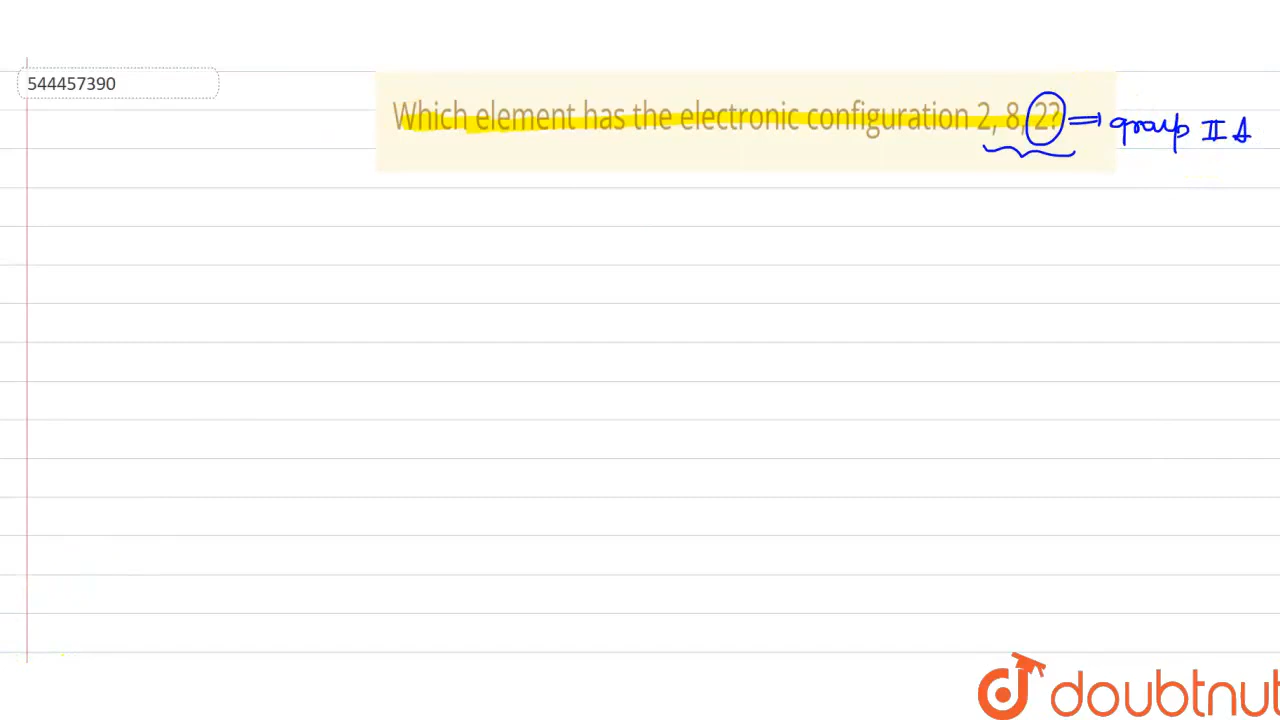 544457390
Which element has the electronic configuration 2, 8, 2? ⇒ group II A
doubtnut